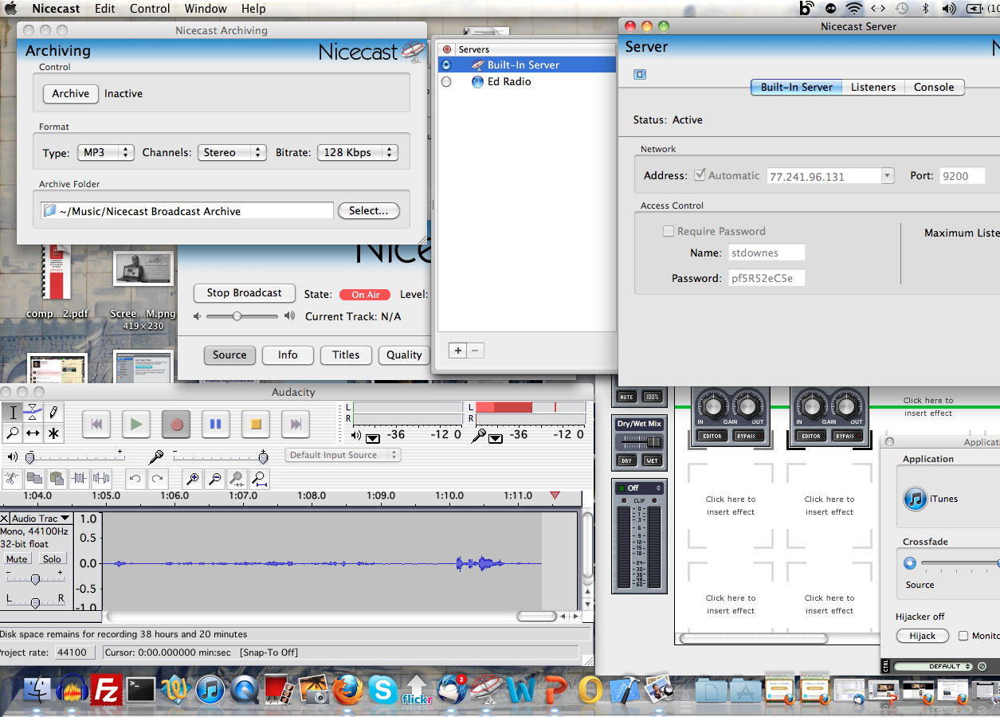 Nicecast Edit Control Window Help
Nicecast Archiving
Archiving
Nicecast
Control
Archive Inactive
Format
Type: MP3 Channels: Stereo Bitrate: 128 Kbps
Archive Folder
~/Music/Nicecast Broadcast Archive Select...
Servers
Built-In Server
Ed Radio
+ −
Nicecast Server
Server
Built-In Server Listeners Console
Status: Active
Network
Address: Automatic 77.241.96.131 Port: 9200
Access Control
Require Password
Name: stdownes
Password: pf5R52eC5e
Maximum Liste
comp...2.pdf
Scree...M.png
419×230
Nicec
Stop Broadcast State: On Air Level:
Current Track: N/A
Source Info Titles Quality
Audacity
L
R
-36 -12 0
L
R
-36 -12 0
Default Input Source
1:04.0 1:05.0 1:06.0 1:07.0 1:08.0 1:09.0 1:10.0 1:11.0
X Audio Trac
Mono, 44100Hz
32-bit float
Mute Solo
- +
L R
1.0
0.5
0.0
-0.5
-1.0
Disk space remains for recording 38 hours and 20 minutes
roject rate: 44100 Cursor: 0:00.000000 min:sec [Snap-To Off]
MUTE 100%
Dry/Wet Mix
DRY WET
Off
CLIP
IN GAIN OUT
EDITOR BYPASS
IN GAIN OUT
EDITOR BYPASS
Click here to
insert effect
Click here to
insert effect
Click here to
insert effect
Click here to
insert effect
Click here to
insert effect
Applicati
Application
iTunes
Crossfade
Source
Hijacker off
Hijack Monito
CTRL DEFAULT
Fz
flickr
2